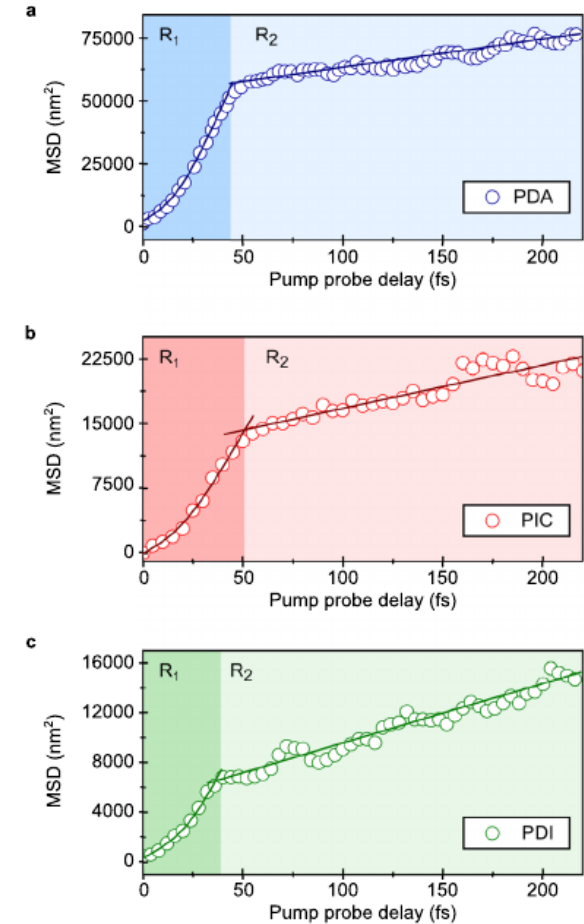 a
R₁ R₂
75000
50000
25000
0
MSD (nm²)
PDA
0 50 100 150 200
Pump probe delay (fs)
b
R₁ R₂
22500
15000
7500
0
MSD (nm²)
PIC
0 50 100 150 200
Pump probe delay (fs)
c
R₁ R₂
16000
12000
8000
4000
0
MSD (nm²)
PDI
0 50 100 150 200
Pump probe delay (fs)